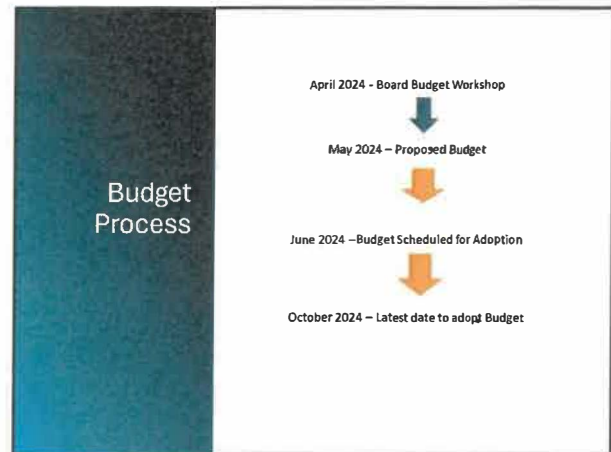 Budget
Process
April 2024 - Board Budget Workshop
May 2024 – Proposed Budget
June 2024 –Budget Scheduled for Adoption
October 2024 – Latest date to adopt Budget